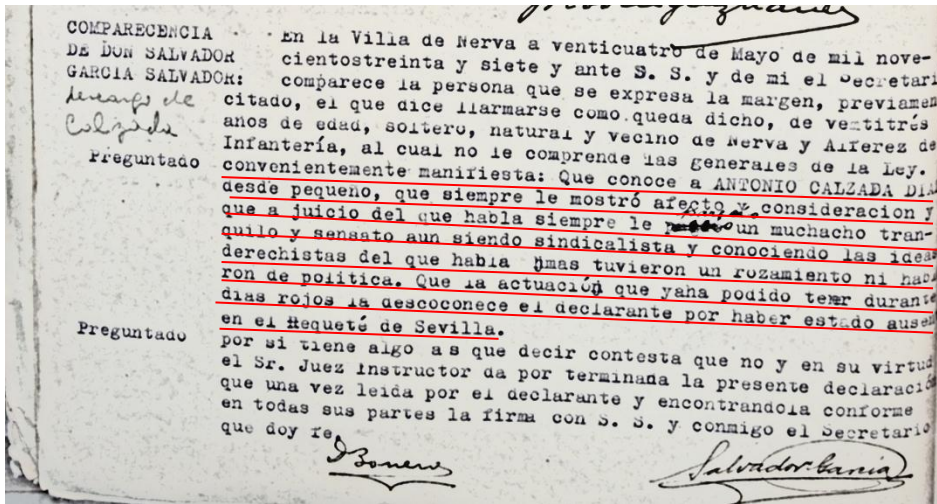 COMPARECENCIA
DE DON SALVADOR
GARCIA SALVADOR:
descargo de
Calzada
En la Villa de Nerva a venticuatro de Mayo de mil nove-
cientostreinta y siete y ante S. S. y de mi el Secretari
comparece la persona que se expresa la margen, previamen
citado, el que dice llarmarse como queda dicho, de ventitrés
años de edad, soltero, natural y vecino de Nerva y Alferez de
Infantería, al cual no le comprende las generales de la Ley.
Preguntado convenientemente manifiesta: Que conoce a ANTONIO CALZADA DIA
desde pequeño, que siempre le mostró afecto y consideracion y
que a juicio del que habla siempre le un muchacho tran-
quilo y sensato aun siendo sindicalista y conociendo las ideas
derechistas del que habla jmas tuvieron un rozamiento ni habl
ron de politica. Que la actuación que yaha podido tener durante
dias rojos la descoconece el declarante por haber estado ausen
en el Requeté de Sevilla.
Preguntado por si tiene algo as que decir contesta que no y en su virtud
el Sr. Juez Instructor da por terminada la presente declaració
que una vez leida por el declarante y encontrandola conforme
en todas sus partes la firma con S. S. y conmigo el Secretario
que doy fe.
Salvador Garcia